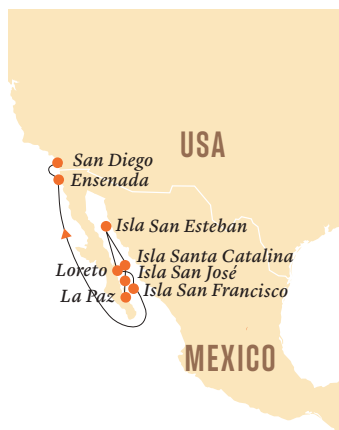 USA
San Diego
Ensenada
Isla San Esteban
Isla Santa Catalina
Loreto
Isla San José
La Paz
Isla San Francisco
MEXICO